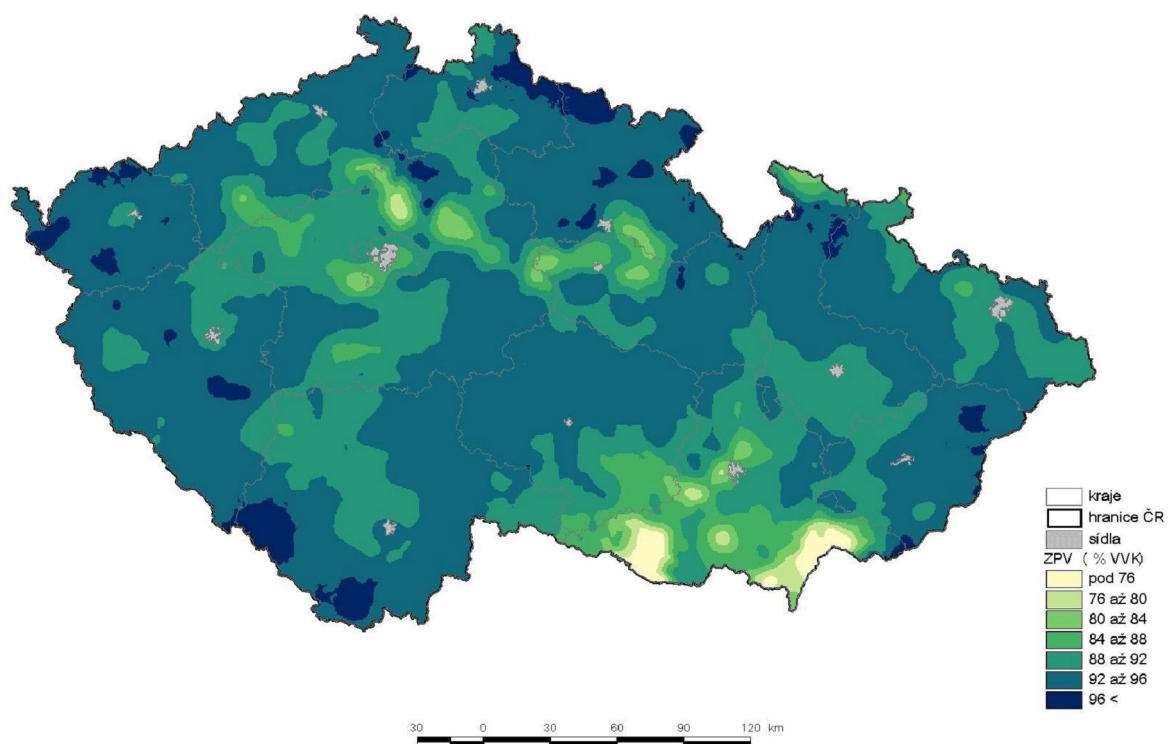 kraje
hranice ČR
sídla
ZPV ( % VVK)
pod 76
76 až 80
80 až 84
84 až 88
88 až 92
92 až 96
96 <
30 0 30 60 90 120 km